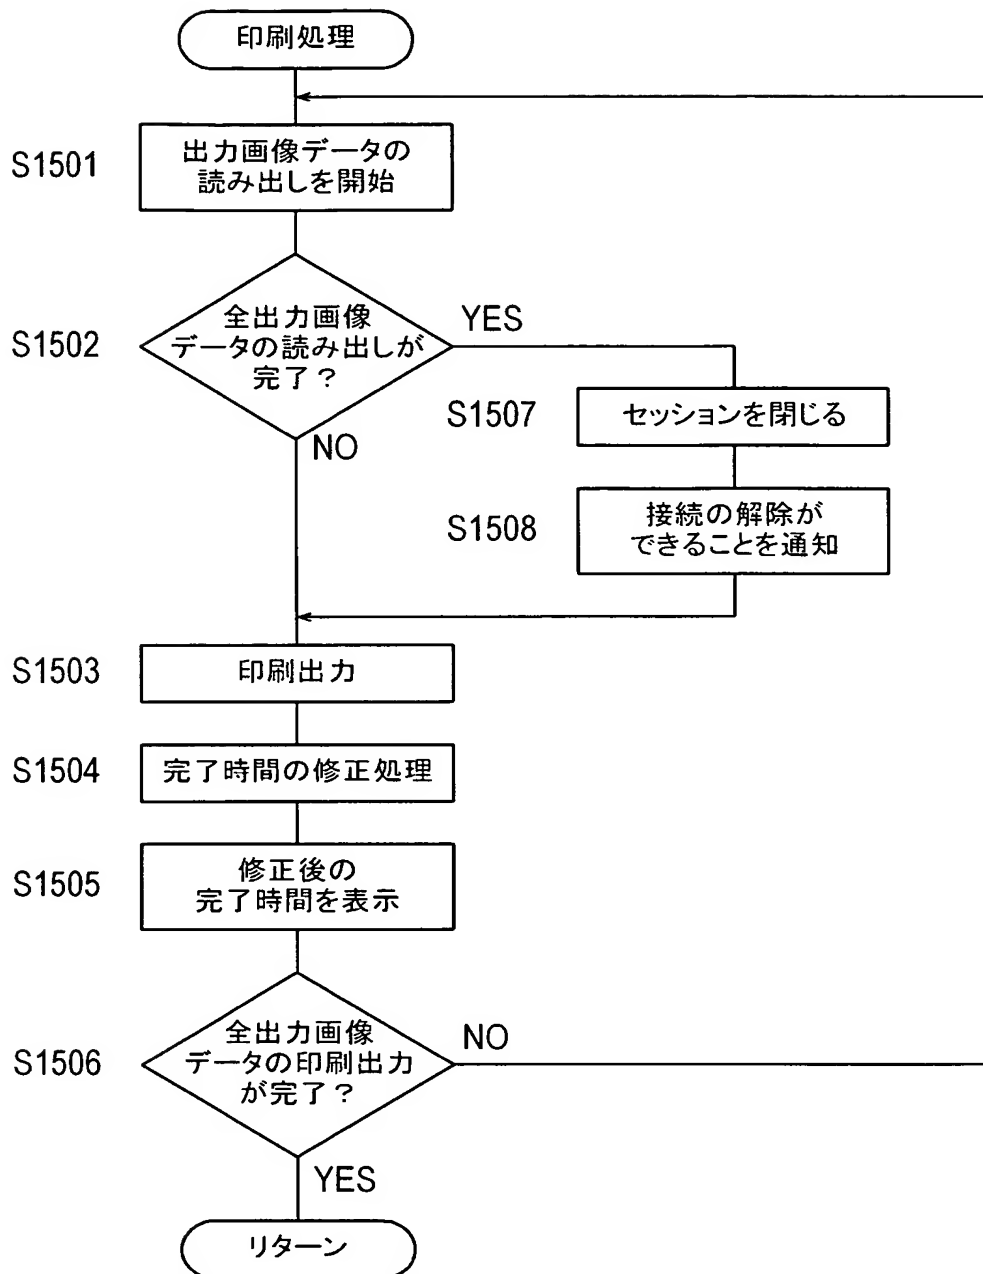 印刷処理
S1501
出力画像データの
読み出しを開始
S1502
全出力画像
データの読み出しが
完了？
YES
NO
S1507
セッションを閉じる
S1508
接続の解除が
できることを通知
S1503
印刷出力
S1504
完了時間の修正処理
S1505
修正後の
完了時間を表示
S1506
全出力画像
データの印刷出力
が完了？
NO
YES
リターン